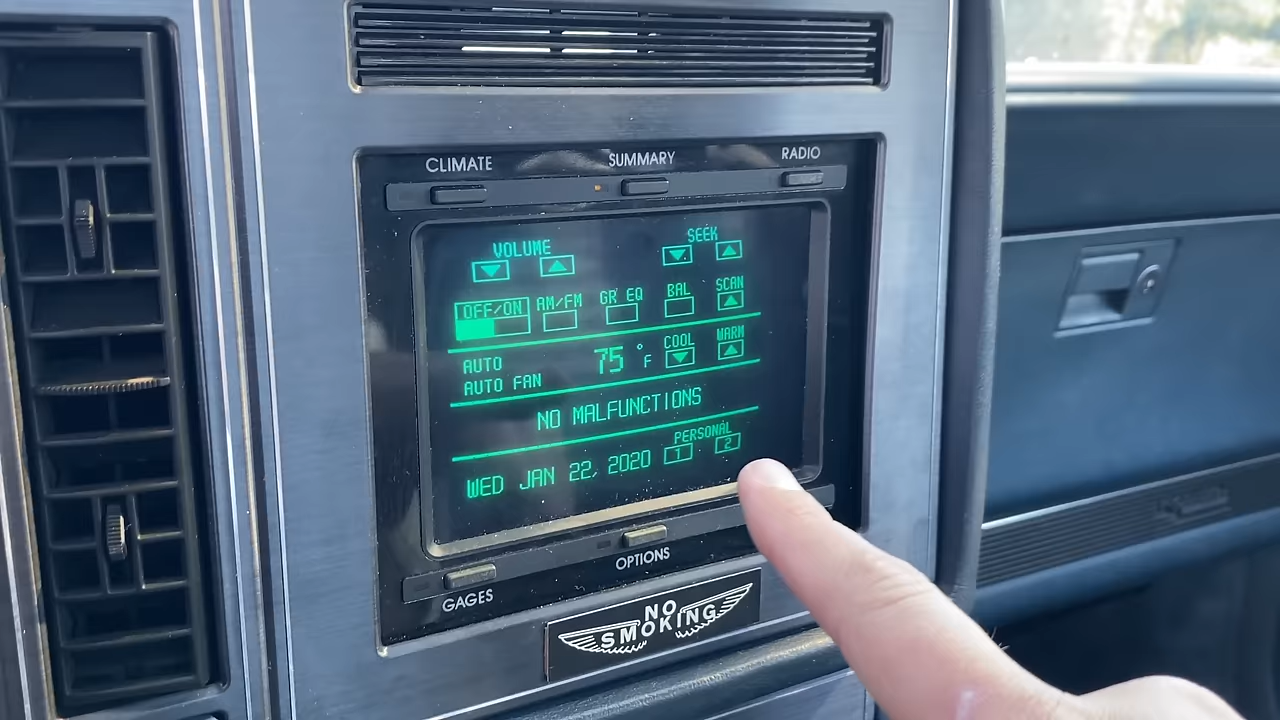 CLIMATE SUMMARY RADIO
VOLUME SEEK
OFF/ON AM/FM GR EQ BAL SCAN
AUTO 75 °F COOL WARM
AUTO FAN
NO MALFUNCTIONS
PERSONAL
WED JAN 22, 2020 1 2
GAGES OPTIONS
NO
SMOKING